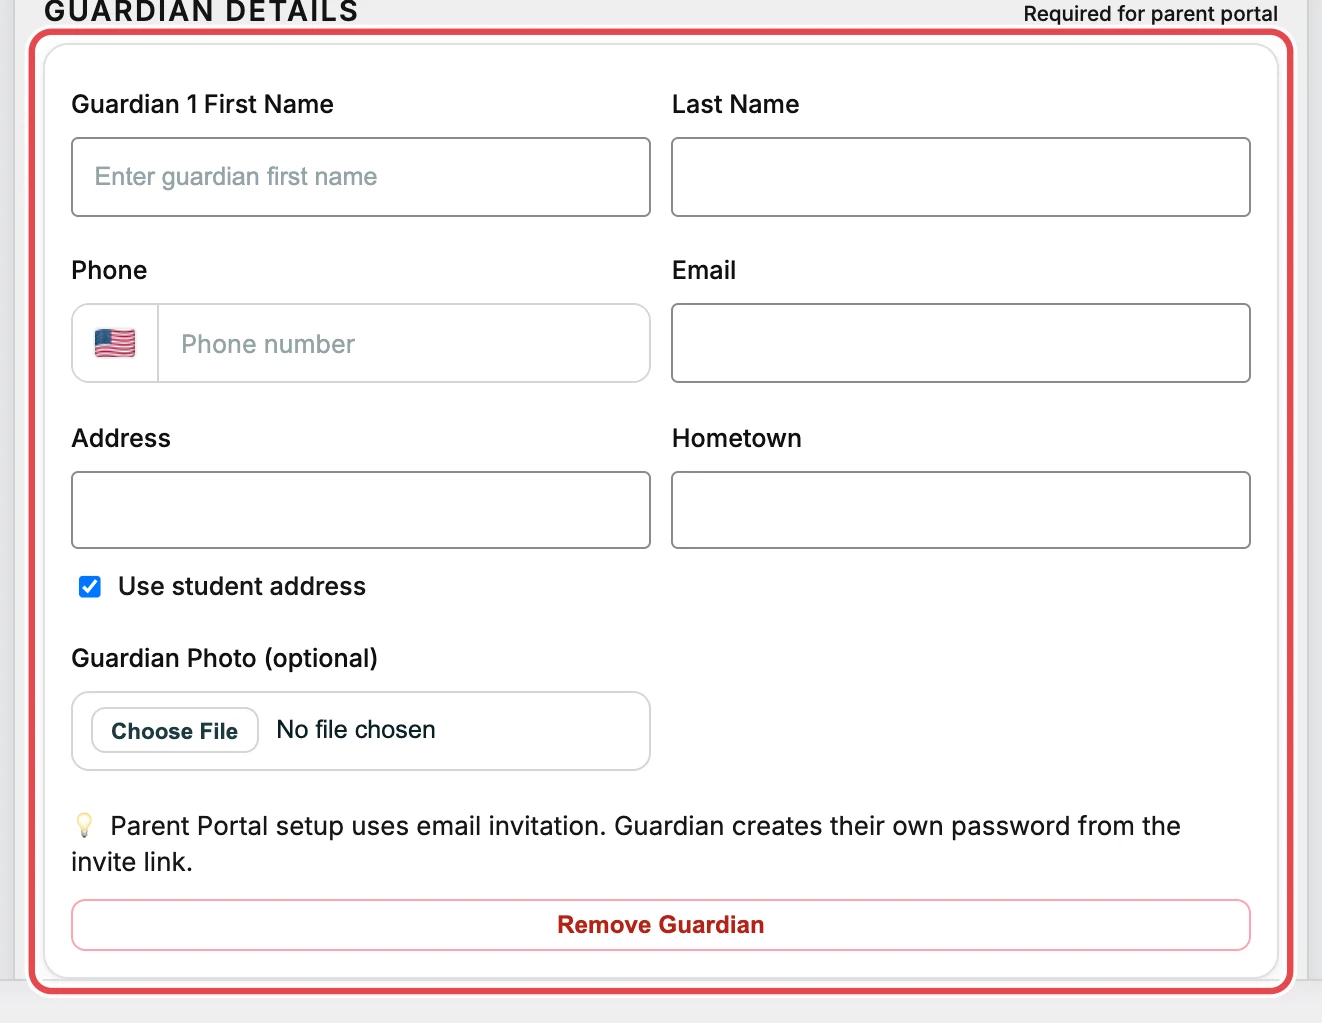 GUARDIAN DETAILS
Required for parent portal
Guardian 1 First Name
Last Name
Enter guardian first name
Phone
Email
Phone number
Address
Hometown
Use student address
Guardian Photo (optional)
Choose File
No file chosen
💡 Parent Portal setup uses email invitation. Guardian creates their own password from the
invite link.
Remove Guardian